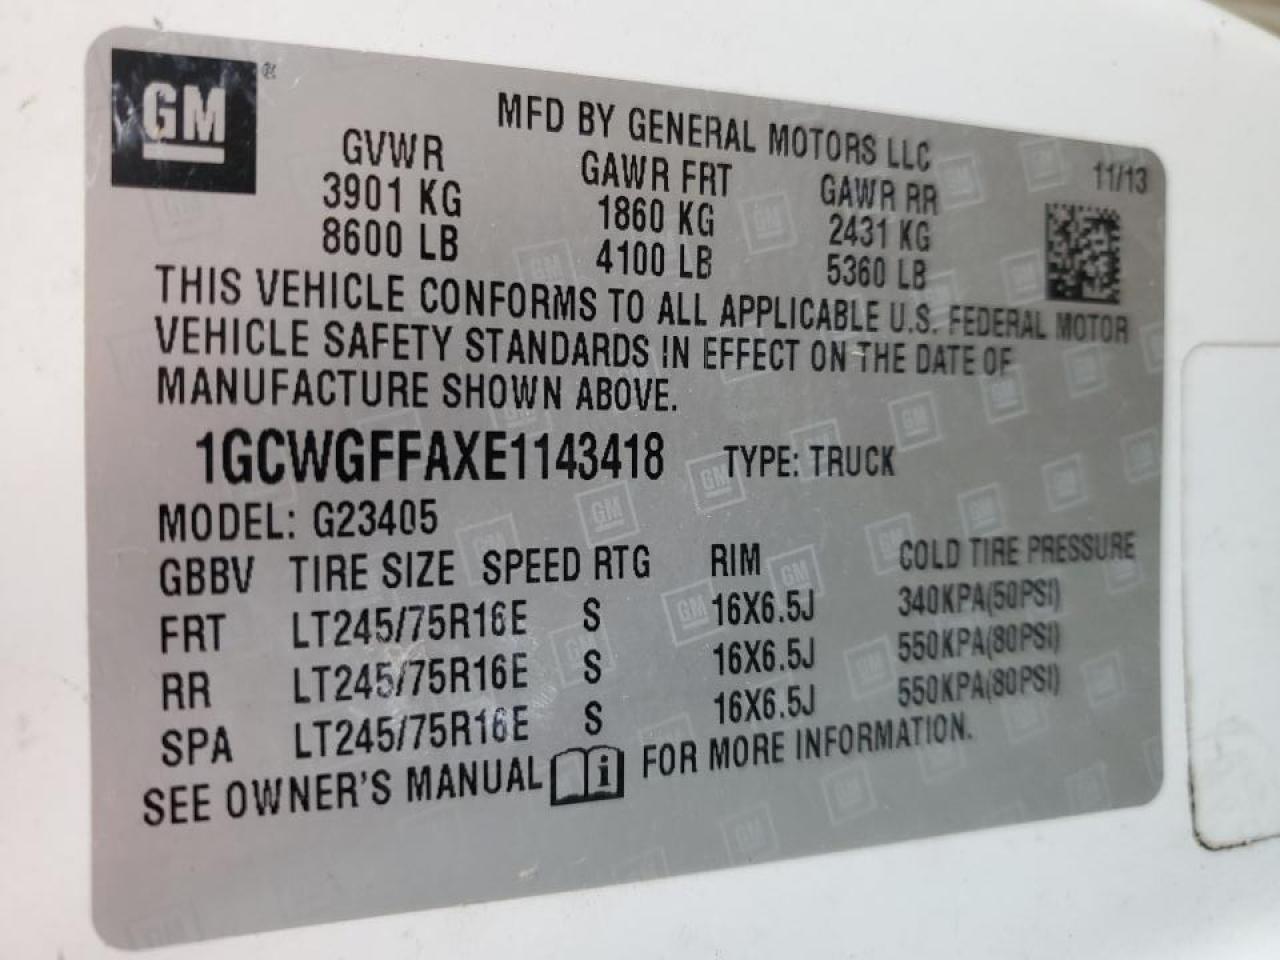 GM ®
MFD BY GENERAL MOTORS LLC
11/13
GVWR GAWR FRT GAWR RR
3901 KG 1860 KG 2431 KG
8600 LB 4100 LB 5360 LB
THIS VEHICLE CONFORMS TO ALL APPLICABLE U.S. FEDERAL MOTOR
VEHICLE SAFETY STANDARDS IN EFFECT ON THE DATE OF
MANUFACTURE SHOWN ABOVE.
1GCWGFFAXE1143418 TYPE: TRUCK
MODEL: G23405
GBBV TIRE SIZE SPEED RTG RIM COLD TIRE PRESSURE
FRT LT245/75R16E S 16X6.5J 340KPA(50PSI)
RR LT245/75R16E S 16X6.5J 550KPA(80PSI)
SPA LT245/75R16E S 16X6.5J 550KPA(80PSI)
SEE OWNER'S MANUAL i FOR MORE INFORMATION.